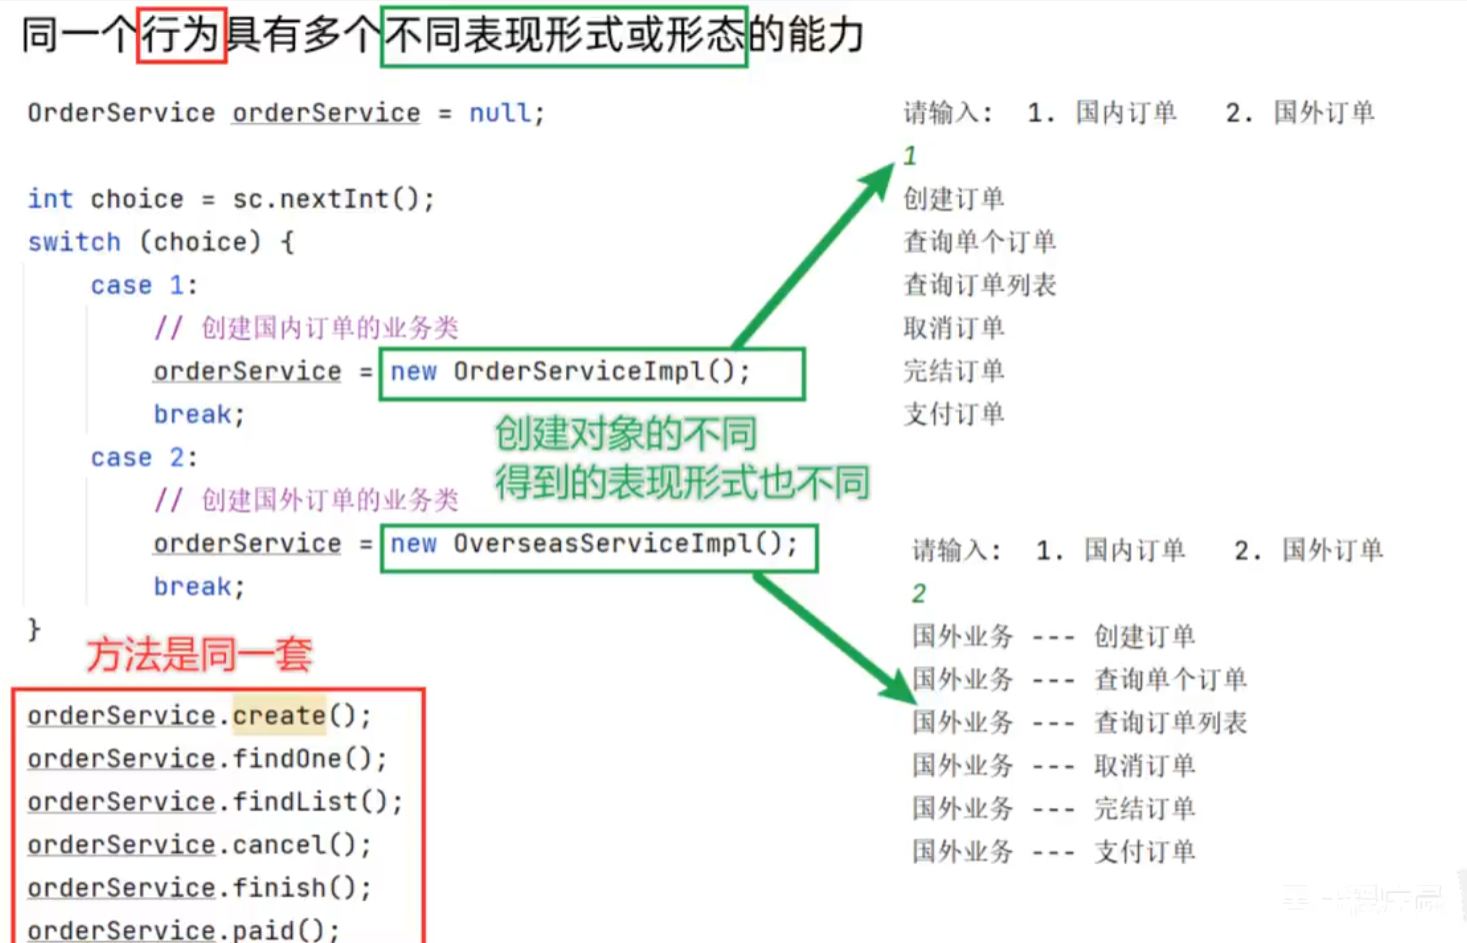 同一个行为具有多个不同表现形式或形态的能力
OrderService orderService = null;
int choice = sc.nextInt();
switch (choice) {
case 1:
// 创建国内订单的业务类
orderService = new OrderServiceImpl();
break;
case 2:
// 创建国外订单的业务类
orderService = new OverseasServiceImpl();
break;
}
创建对象的不同
得到的表现形式也不同
方法是同一套
orderService.create();
orderService.findOne();
orderService.findList();
orderService.cancel();
orderService.finish();
orderService.paid();
请输入: 1. 国内订单 2. 国外订单
1
创建订单
查询单个订单
查询订单列表
取消订单
完结订单
支付订单
请输入: 1. 国内订单 2. 国外订单
2
国外业务 --- 创建订单
国外业务 --- 查询单个订单
国外业务 --- 查询订单列表
国外业务 --- 取消订单
国外业务 --- 完结订单
国外业务 --- 支付订单